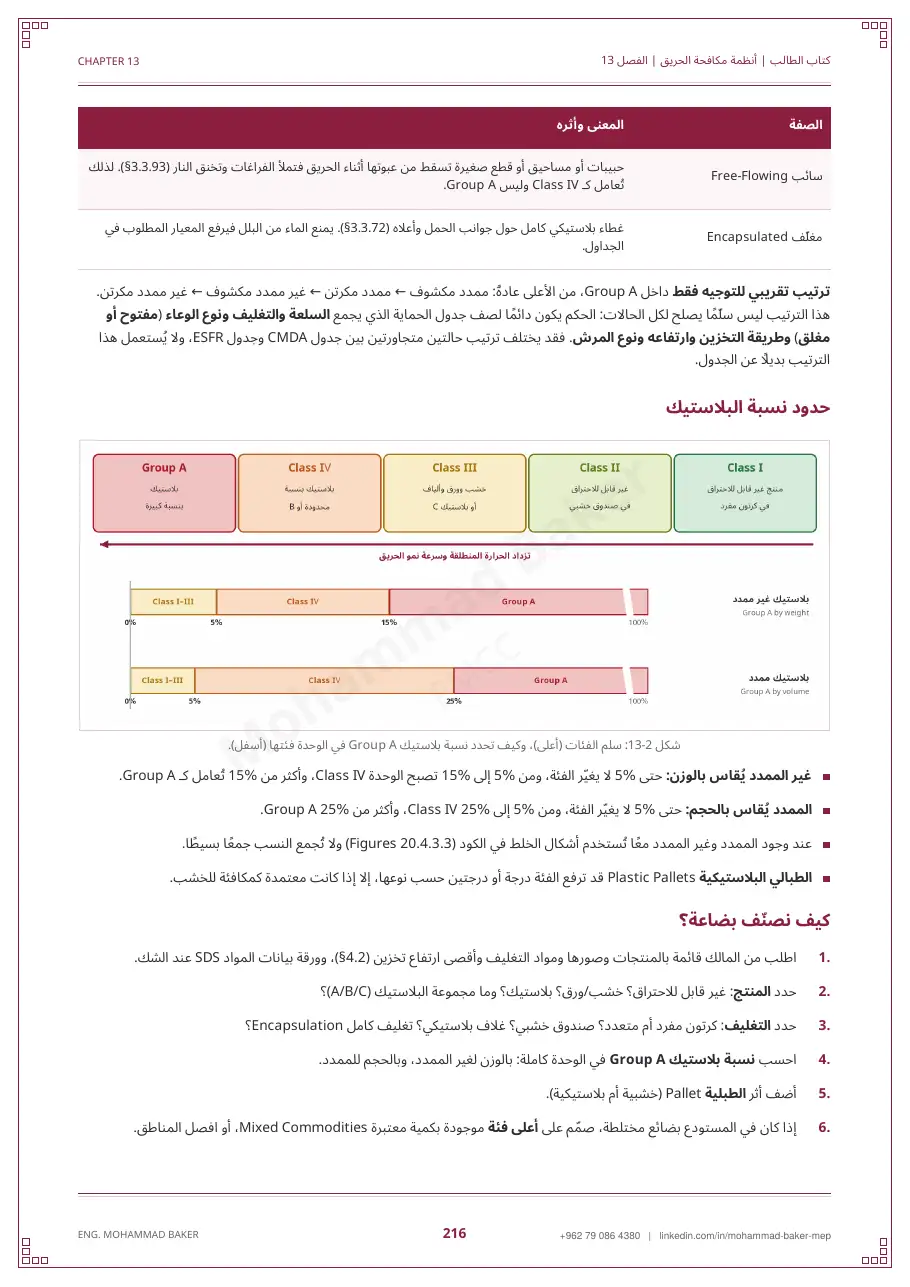 كتاب الطالب | أنظمة مكافحة الحريق | الفصل 13
CHAPTER 13
الصفة
المعنى وأثره
سائب Free-Flowing
حبيبات أو مساحيق أو قطع صغيرة تسقط من عبوتها أثناء الحريق فتملأ الفراغات وتخنق النار (§3.3.93). لذلك
تُعامل كـ Class IV وليس Group A.
مغلّف Encapsulated
غطاء بلاستيكي كامل حول جوانب الحمل وأعلاه (§3.3.72). يمنع الماء من البلل فيرفع المعيار المطلوب في
الجداول.
ترتيب تقريبي للتوجيه فقط داخل Group A، من الأعلى عادةً: ممدد مكشوف ← ممدد مكرتن ← غير ممدد مكشوف ← غير ممدد مكرتن.
هذا الترتيب ليس سلّمًا يصلح لكل الحالات: الحكم يكون دائمًا لصف جدول الحماية الذي يجمع السلعة والتغليف ونوع الوعاء (مفتوح أو
مغلق) وطريقة التخزين وارتفاعه ونوع المرش. فقد يختلف ترتيب حالتين متجاورتين بين جدول CMDA وجدول ESFR، ولا يُستعمل هذا
الترتيب بديلًا عن الجدول.
حدود نسبة البلاستيك
Class I
منتج غير قابل للاحتراق
في كرتون مفرد
Class II
غير قابل للاحتراق
في صندوق خشبي
Class III
خشب وورق وألياف
أو بلاستيك C
Class IV
بلاستيك بنسبة
محدودة أو B
Group A
بلاستيك
بنسبة كبيرة
تزداد الحرارة المنطلقة وسرعة نمو الحريق
بلاستيك غير ممدد
Group A by weight
Class I–III
Class IV
Group A
0%
5%
15%
100%
بلاستيك ممدد
Group A by volume
Class I–III
Class IV
Group A
0%
5%
25%
100%
Mohammad Baker
شكل 2-13: سلم الفئات (أعلى)، وكيف تحدد نسبة بلاستيك Group A في الوحدة فئتها (أسفل).
غير الممدد يُقاس بالوزن: حتى 5% لا يغيّر الفئة، ومن 5% إلى 15% تصبح الوحدة Class IV، وأكثر من 15% تُعامل كـ Group A.
الممدد يُقاس بالحجم: حتى 5% لا يغيّر الفئة، ومن 5% إلى 25% Class IV، وأكثر من 25% Group A.
عند وجود الممدد وغير الممدد معًا تُستخدم أشكال الخلط في الكود (Figures 20.4.3.3) ولا تُجمع النسب جمعًا بسيطًا.
الطبالي البلاستيكية Plastic Pallets قد ترفع الفئة درجة أو درجتين حسب نوعها، إلا إذا كانت معتمدة كمكافئة للخشب.
كيف نصنّف بضاعة؟
1. اطلب من المالك قائمة بالمنتجات وصورها ومواد التغليف وأقصى ارتفاع تخزين (§4.2)، وورقة بيانات المواد SDS عند الشك.
2. حدد المنتج: غير قابل للاحتراق؟ خشب/ورق؟ بلاستيك؟ وما مجموعة البلاستيك (A/B/C)؟
3. حدد التغليف: كرتون مفرد أم متعدد؟ صندوق خشبي؟ غلاف بلاستيكي؟ تغليف كامل Encapsulation؟
4. احسب نسبة بلاستيك Group A في الوحدة كاملة: بالوزن لغير الممدد، وبالحجم للممدد.
5. أضف أثر الطبلية Pallet (خشبية أم بلاستيكية).
6. إذا كان في المستودع بضائع مختلطة، صمّم على أعلى فئة موجودة بكمية معتبرة Mixed Commodities، أو افصل المناطق.
ENG. MOHAMMAD BAKER
216
+962 79 086 4380 | linkedin.com/in/mohammad-baker-mep